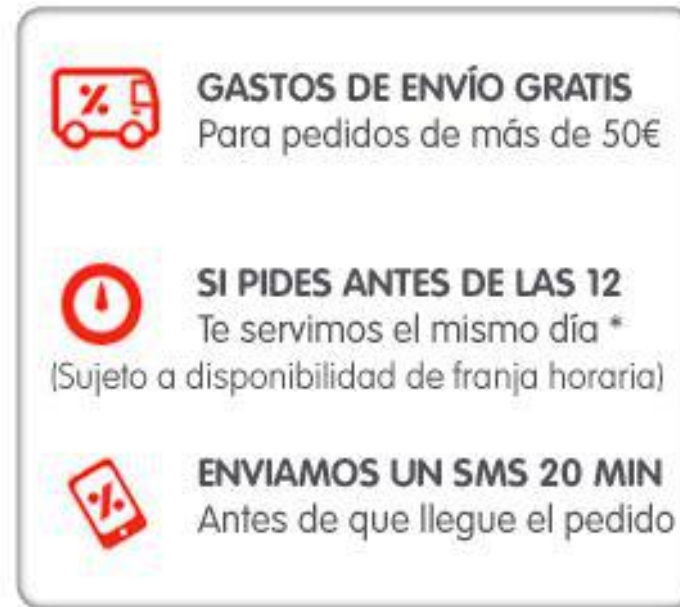 GASTOS DE ENVÍO GRATIS
Para pedidos de más de 50€
SI PIDES ANTES DE LAS 12
Te servimos el mismo día *
(Sujeto a disponibilidad de franja horaria)
ENVIAMOS UN SMS 20 MIN
Antes de que llegue el pedido